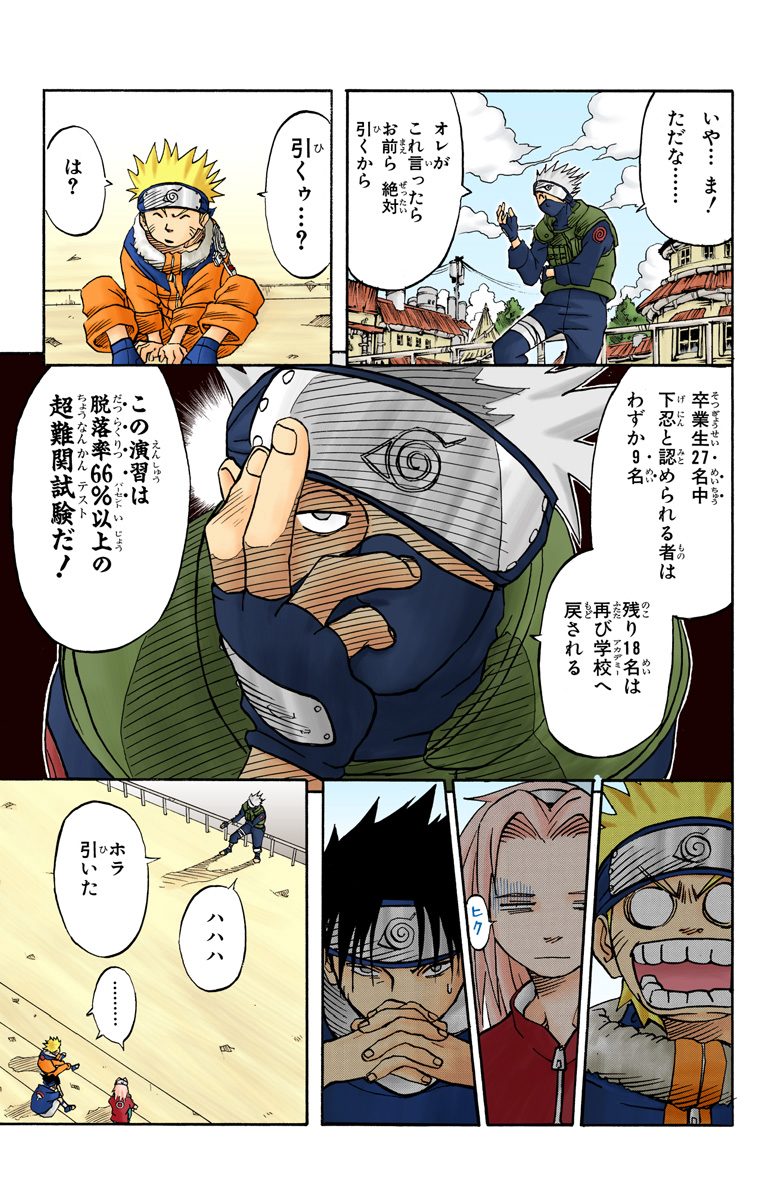 いや…ま！
ただな……
オレが
これ言ったら
お前ら 絶対
引くから
引くゥ…？
は？
卒業生27名中
下忍と認められる者は
わずか9名
残り18名は
再び学校へ
戻される
この演習は
脱落率66％以上の
超難関試験だ！
ヒク
ハハハ
ホラ
引いた
………